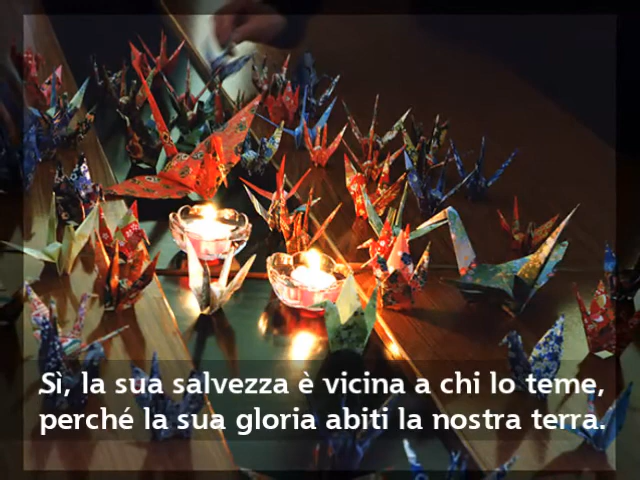 Sì, la sua salvezza è vicina a chi lo teme,
perché la sua gloria abiti la nostra terra.